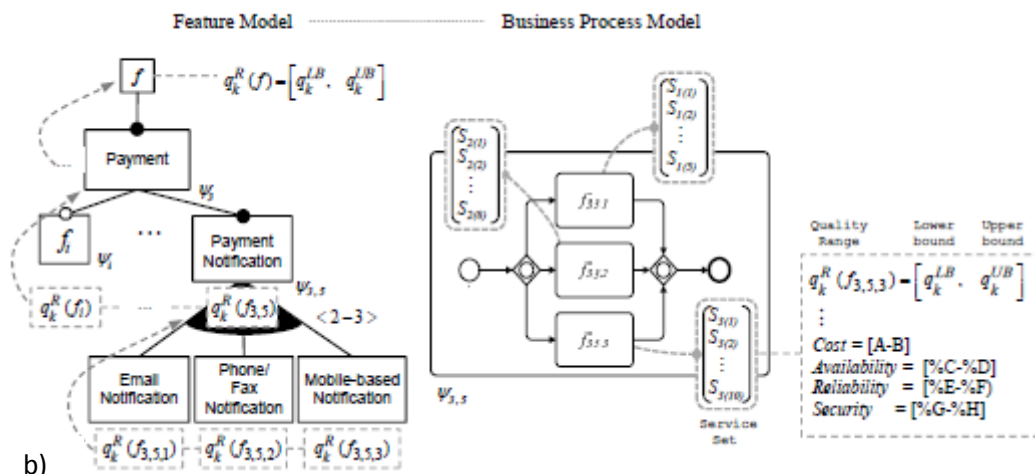 Feature Model Business Process Model
f
q_k^R (f) = [q_k^LB, q_k^UB]
Payment
Ψ_3
f_i
...
Ψ_i
Payment Notification
Ψ_3,5
q_k^R (f_i)
...
q_k^R (f_3,5)
<2-3>
Email Notification
Phone/ Fax Notification
Mobile-based Notification
q_k^R (f_3,5,1)
q_k^R (f_3,5,2)
q_k^R (f_3,5,3)
b)
S_1(1)
S_1(2)
⋮
S_1(5)
S_2(1)
S_2(2)
⋮
S_2(8)
f_3.5.1
f_3.5.2
f_3.5.3
S_3(1)
S_3(2)
⋮
S_3(10)
Ψ_3,5
Service Set
Quality Range
Lower bound
Upper bound
q_k^R (f_3,5,3) = [q_k^LB, q_k^UB]
⋮
Cost = [A-B]
Availability = [%C-%D]
Reliability = [%E-%F)
Security = [%G-%H]